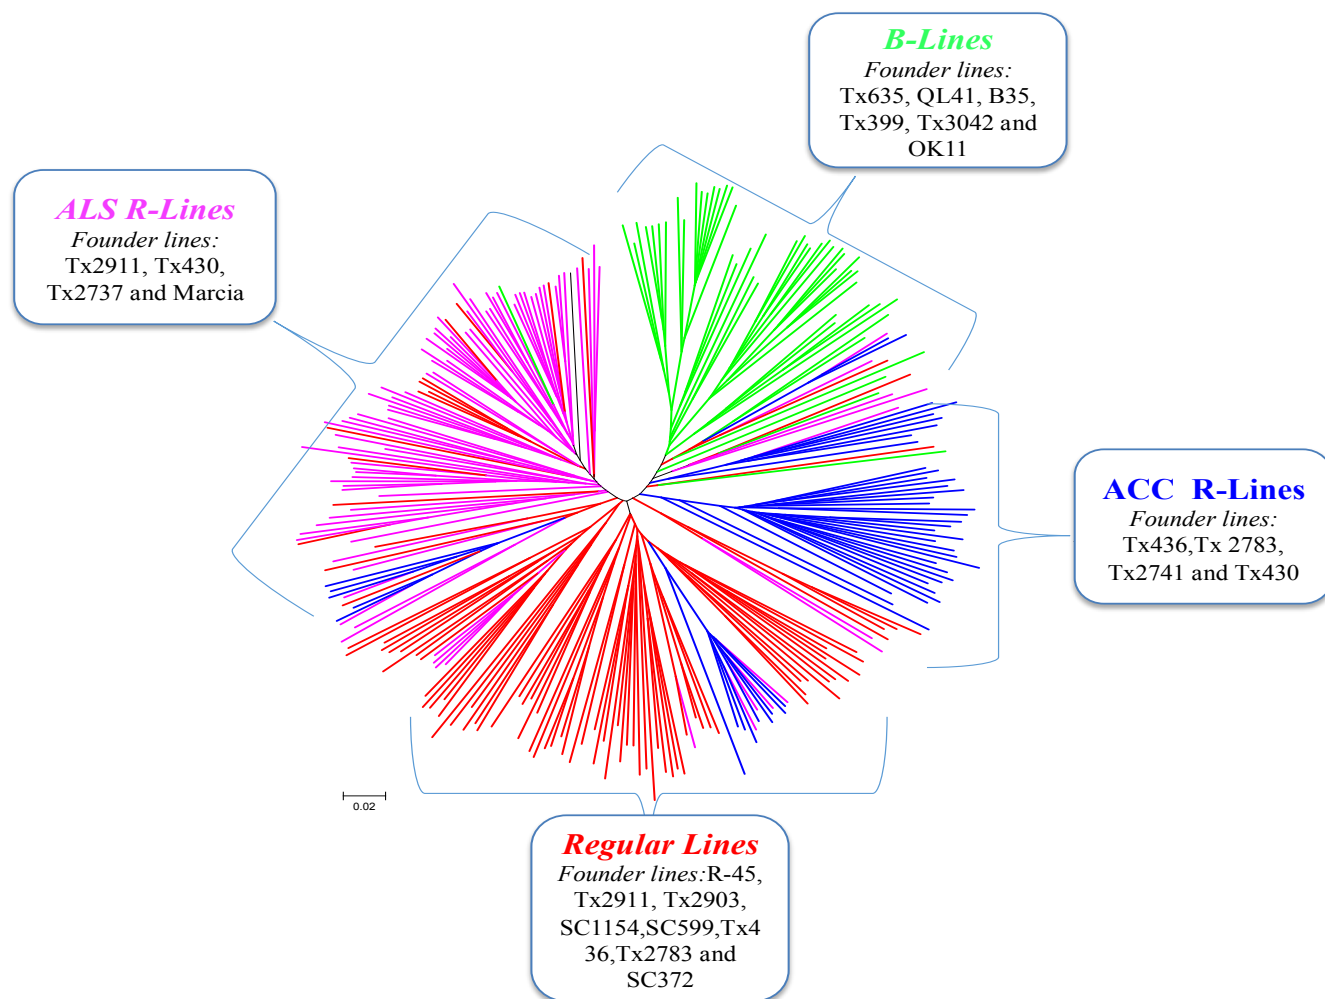 B-Lines
Founder lines:
Tx635, QL41, B35,
Tx399, Tx3042 and
OK11
ALS R-Lines
Founder lines:
Tx2911, Tx430,
Tx2737 and Marcia
ACC  R-Lines
Founder lines:
Tx436,Tx 2783,
Tx2741 and Tx430
0.02
Regular Lines
Founder lines:R-45,
Tx2911, Tx2903,
SC1154,SC599,Tx4
36,Tx2783 and
SC372